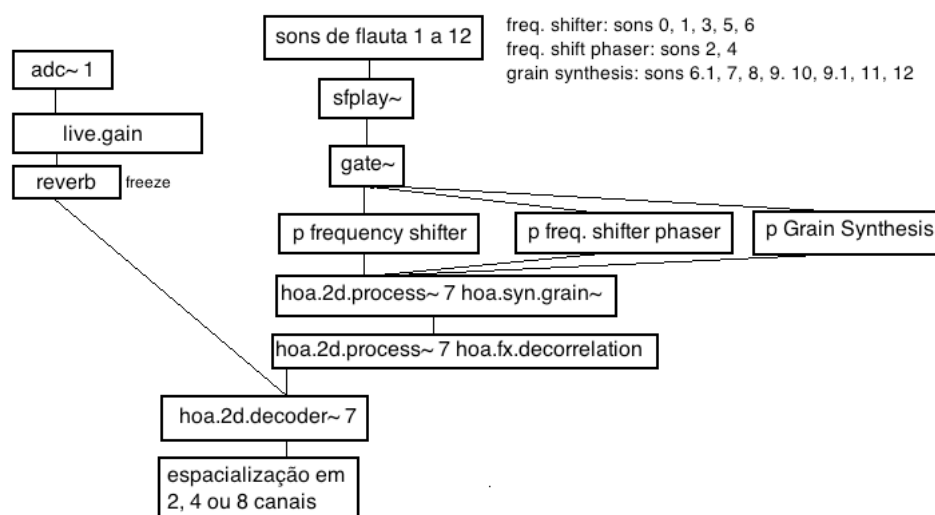 sons de flauta 1 a 12
freq. shifter: sons 0, 1, 3, 5, 6
freq. shift phaser: sons 2, 4
grain synthesis: sons 6.1, 7, 8, 9. 10, 9.1, 11, 12
adc~ 1
sfplay~
live.gain
gate~
reverb
freeze
p frequency shifter
p freq. shifter phaser
p Grain Synthesis
hoa.2d.process~ 7 hoa.syn.grain~
hoa.2d.process~ 7 hoa.fx.decorrelation
hoa.2d.decoder~ 7
espacialização em
2, 4 ou 8 canais